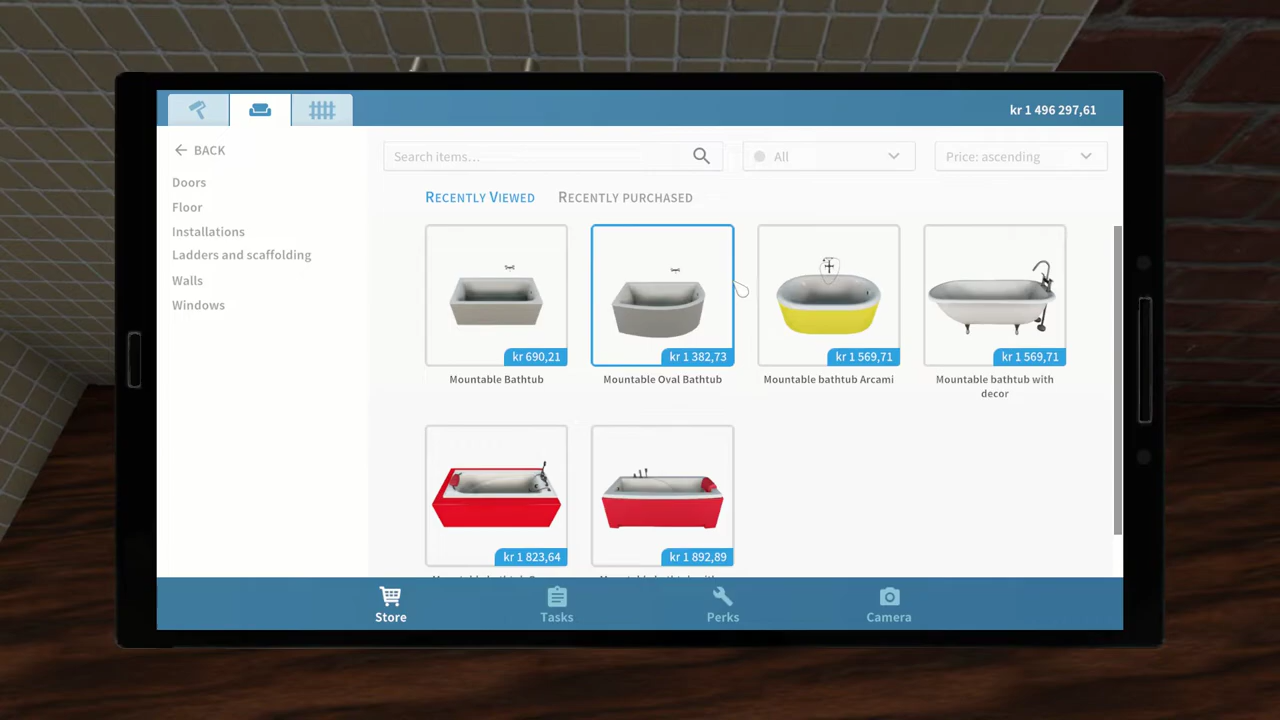 kr 1 496 297,61
BACK
Doors
Floor
Installations
Ladders and scaffolding
Walls
Windows
Search items...
All
Price: ascending
RECENTLY VIEWED
RECENTLY PURCHASED
kr 690,21
kr 1 382,73
kr 1 569,71
kr 1 569,71
Mountable Bathtub
Mountable Oval Bathtub
Mountable bathtub Arcami
Mountable bathtub with
decor
kr 1 823,64
kr 1 892,89
Store
Tasks
Perks
Camera